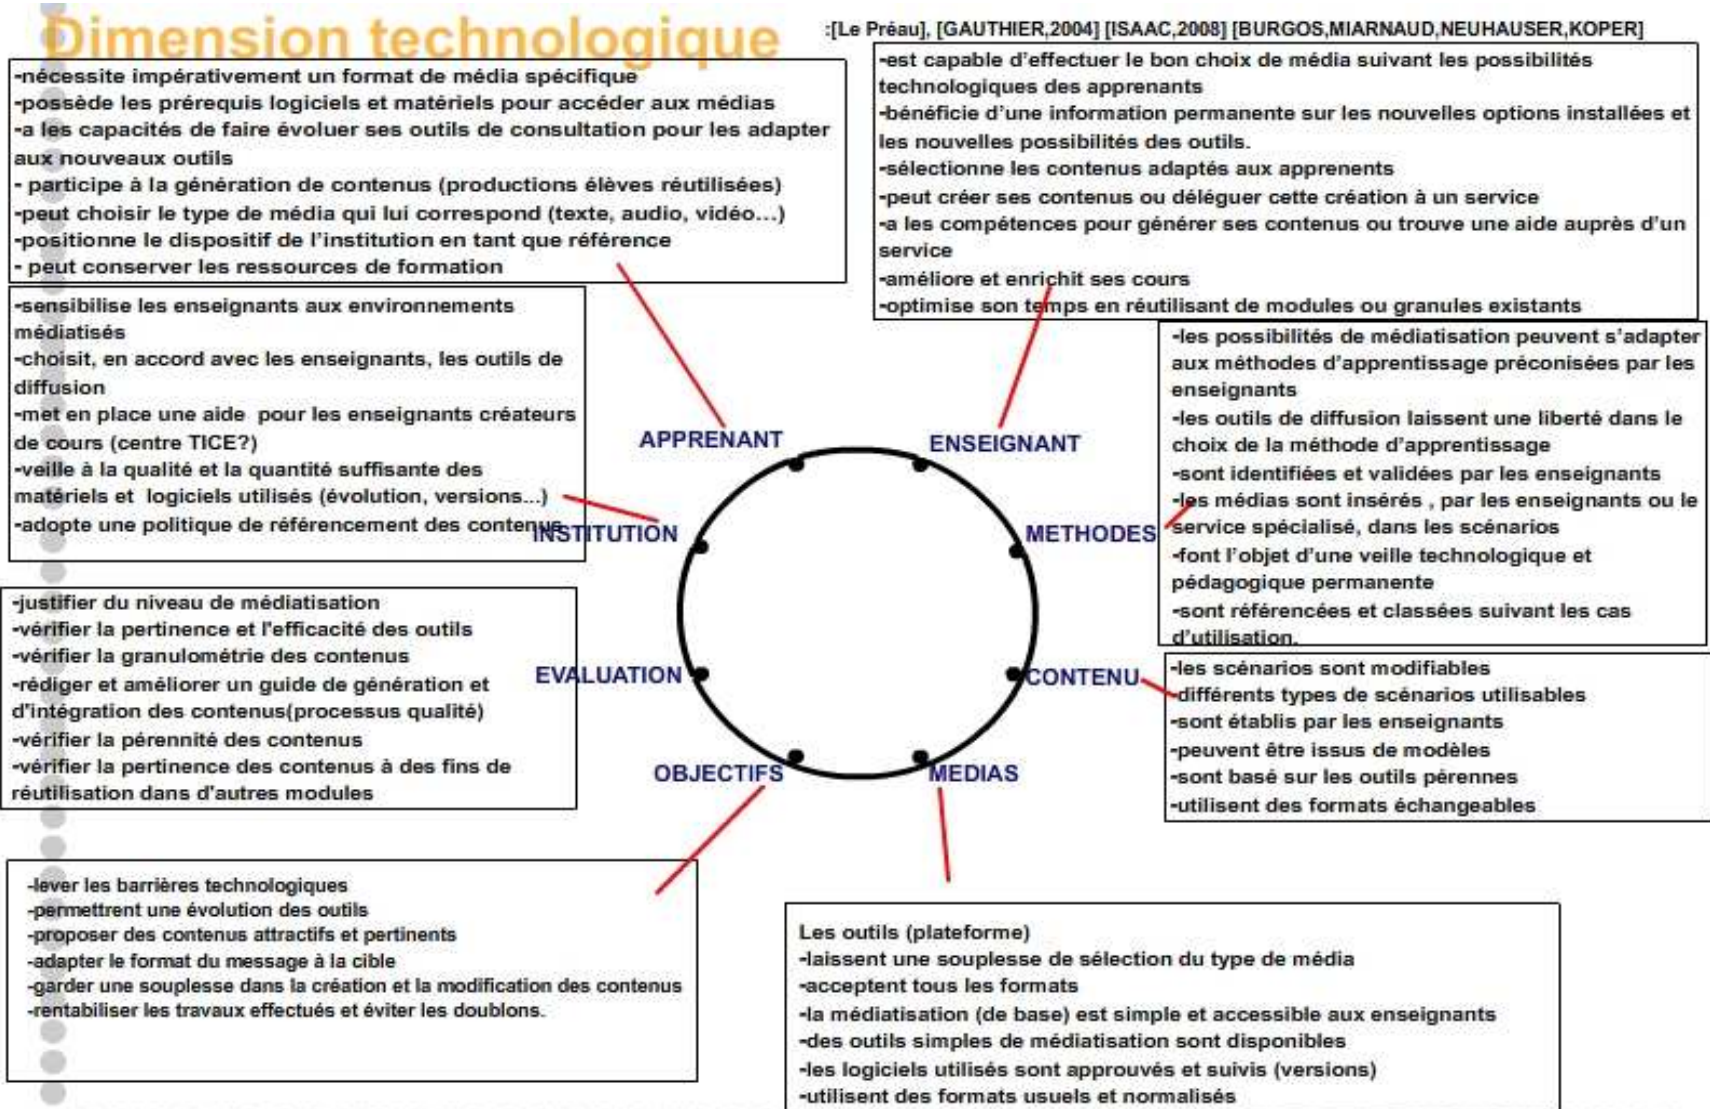 Dimension technologique
:[Le Préau], [GAUTHIER,2004] [ISAAC,2008] [BURGOS,MIARNAUD,NEUHAUSER,KOPER]
-nécessite impérativement un format de média spécifique
-possède les prérequis logiciels et matériels pour accéder aux médias
-a les capacités de faire évoluer ses outils de consultation pour les adapter
aux nouveaux outils
- participe à la génération de contenus (productions élèves réutilisées)
-peut choisir le type de média qui lui correspond (texte, audio, vidéo...)
-positionne le dispositif de l'institution en tant que référence
- peut conserver les ressources de formation
-est capable d'effectuer le bon choix de média suivant les possibilités
technologiques des apprenants
-bénéficie d'une information permanente sur les nouvelles options installées et
les nouvelles possibilités des outils.
-sélectionne les contenus adaptés aux apprenents
-peut créer ses contenus ou déléguer cette création à un service
-a les compétences pour générer ses contenus ou trouve une aide auprès d'un
service
-améliore et enrichit ses cours
-optimise son temps en réutilisant de modules ou granules existants
-sensibilise les enseignants aux environnements
médiatisés
-choisit, en accord avec les enseignants, les outils de
diffusion
-met en place une aide pour les enseignants créateurs
de cours (centre TICE?)
-veille à la qualité et la quantité suffisante des
matériels et logiciels utilisés (évolution, versions...)
-adopte une politique de référencement des contenus
-les possibilités de médiatisation peuvent s'adapter
aux méthodes d'apprentissage préconisées par les
enseignants
-les outils de diffusion laissent une liberté dans le
choix de la méthode d'apprentissage
-sont identifiées et validées par les enseignants
-les médias sont insérés , par les enseignants ou le
service spécialisé, dans les scénarios
-font l'objet d'une veille technologique et
pédagogique permanente
-sont référencées et classées suivant les cas
d'utilisation.
APPRENANT
ENSEIGNANT
INSTITUTION
METHODES
EVALUATION
CONTENU
OBJECTIFS
MEDIAS
-justifier du niveau de médiatisation
-vérifier la pertinence et l'efficacité des outils
-vérifier la granulométrie des contenus
-rédiger et améliorer un guide de génération et
d'intégration des contenus(processus qualité)
-vérifier la pérennité des contenus
-vérifier la pertinence des contenus à des fins de
réutilisation dans d'autres modules
-les scénarios sont modifiables
-différents types de scénarios utilisables
-sont établis par les enseignants
-peuvent être issus de modèles
-sont basé sur les outils pérennes
-utilisent des formats échangeables
-lever les barrières technologiques
-permettrent une évolution des outils
-proposer des contenus attractifs et pertinents
-adapter le format du message à la cible
-garder une souplesse dans la création et la modification des contenus
-rentabiliser les travaux effectués et éviter les doublons.
Les outils (plateforme)
-laissent une souplesse de sélection du type de média
-acceptent tous les formats
-la médiatisation (de base) est simple et accessible aux enseignants
-des outils simples de médiatisation sont disponibles
-les logiciels utilisés sont approuvés et suivis (versions)
-utilisent des formats usuels et normalisés